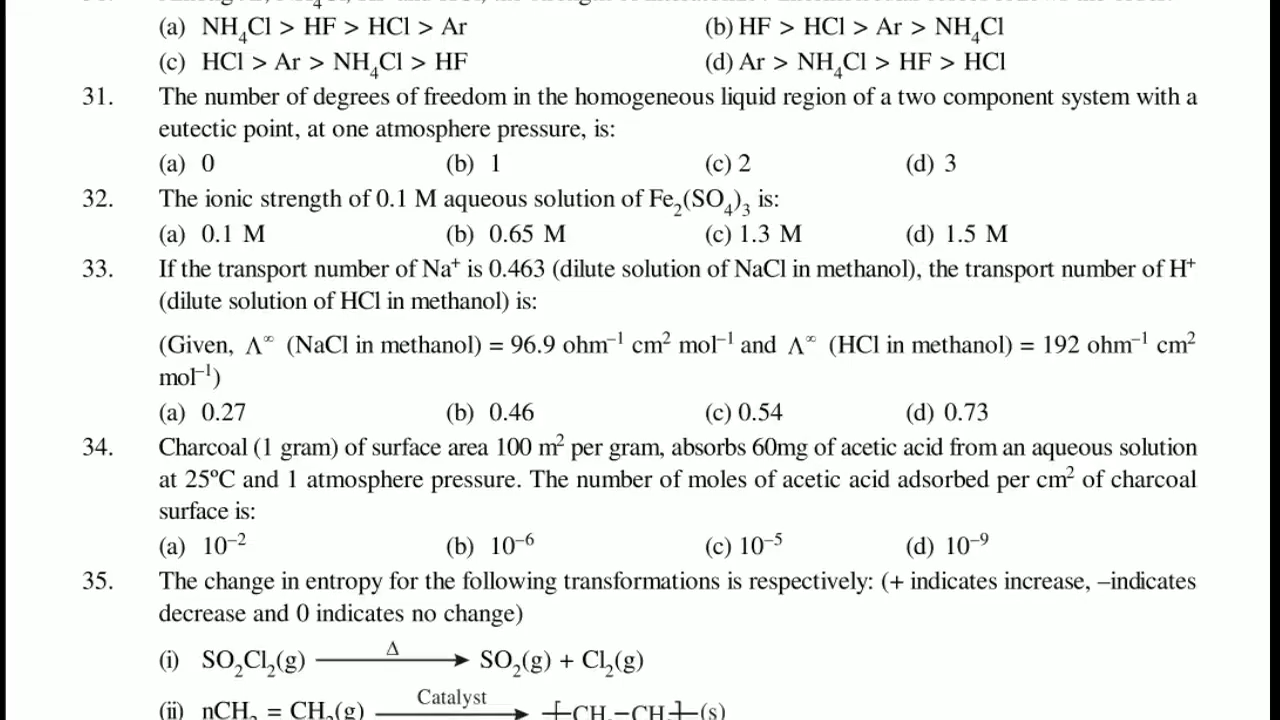 (a) NH₄Cl > HF > HCl > Ar (b) HF > HCl > Ar > NH₄Cl
(c) HCl > Ar > NH₄Cl > HF (d) Ar > NH₄Cl > HF > HCl
31. The number of degrees of freedom in the homogeneous liquid region of a two component system with a
eutectic point, at one atmosphere pressure, is:
(a) 0 (b) 1 (c) 2 (d) 3
32. The ionic strength of 0.1 M aqueous solution of Fe₂(SO₄)₃ is:
(a) 0.1 M (b) 0.65 M (c) 1.3 M (d) 1.5 M
33. If the transport number of Na⁺ is 0.463 (dilute solution of NaCl in methanol), the transport number of H⁺
(dilute solution of HCl in methanol) is:
(Given, Λ∞ (NaCl in methanol) = 96.9 ohm⁻¹ cm² mol⁻¹ and Λ∞ (HCl in methanol) = 192 ohm⁻¹ cm²
mol⁻¹)
(a) 0.27 (b) 0.46 (c) 0.54 (d) 0.73
34. Charcoal (1 gram) of surface area 100 m² per gram, absorbs 60mg of acetic acid from an aqueous solution
at 25ºC and 1 atmosphere pressure. The number of moles of acetic acid adsorbed per cm² of charcoal
surface is:
(a) 10⁻² (b) 10⁻⁶ (c) 10⁻⁵ (d) 10⁻⁹
35. The change in entropy for the following transformations is respectively: (+ indicates increase, –indicates
decrease and 0 indicates no change)
(i) SO₂Cl₂(g) Δ → SO₂(g) + Cl₂(g)
(ii) nCH₂ = CH₂(g) Catalyst → [CH₂–CH₂](s)